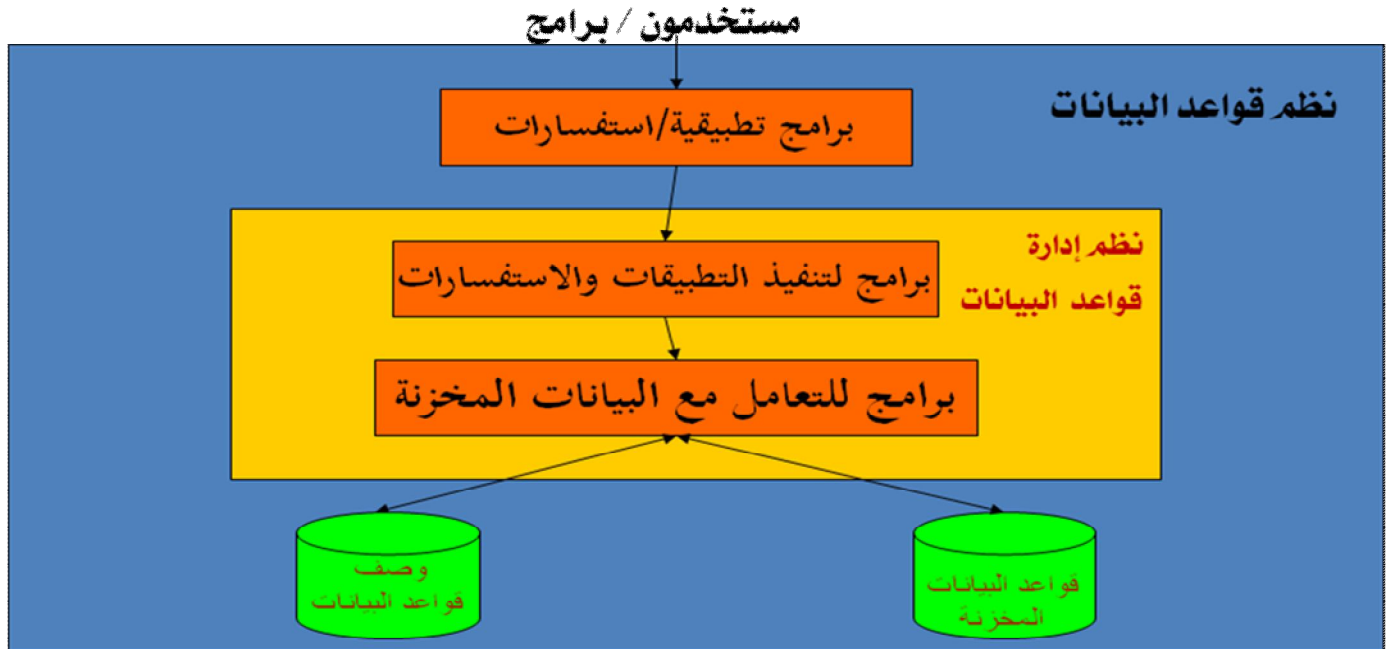 مستخدمون / برامج
نظم قواعد البيانات
برامج تطبيقية/استفسارات
نظم إدارة
قواعد البيانات
برامج لتنفيذ التطبيقات والاستفسارات
برامج للتعامل مع البيانات المخزنة
قواعد البيانات
المخزنة
وصف
قواعد البيانات